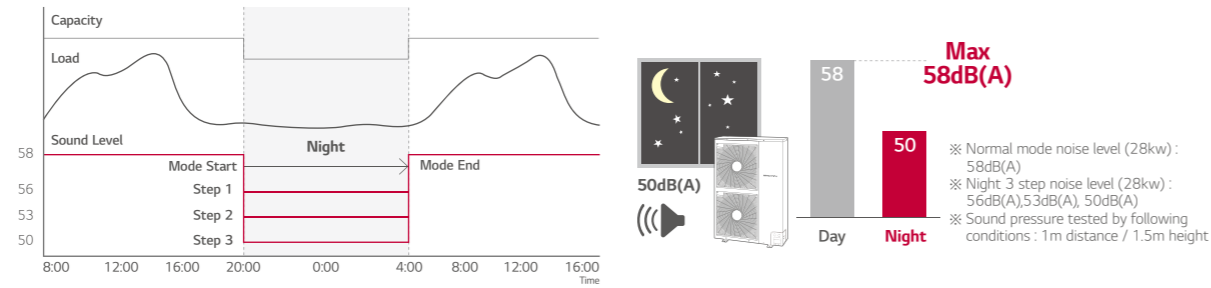 Capacity
Load
Sound Level
58
56
53
50
Night
Mode Start
Mode End
Step 1
Step 2
Step 3
8:00 12:00 16:00 20:00 0:00 4:00 8:00 12:00 16:00
Time
50dB(A)
Max
58dB(A)
58
50
Day Night
※ Normal mode noise level (28kw) :
58dB(A)
※ Night 3 step noise level (28kw) :
56dB(A),53dB(A), 50dB(A)
※ Sound pressure tested by following
conditions : 1m distance / 1.5m height